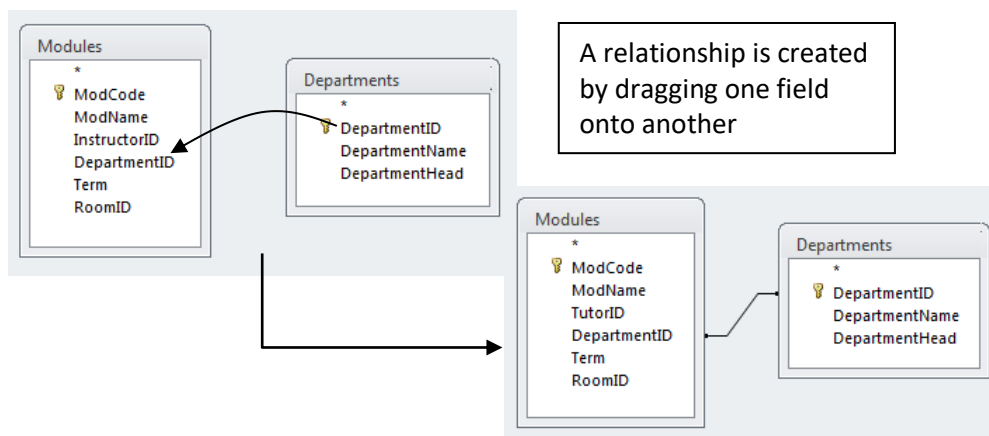 Modules
*
ModCode
ModName
InstructorID
DepartmentID
Term
RoomID
Departments
*
DepartmentID
DepartmentName
DepartmentHead
A relationship is created
by dragging one field
onto another
Modules
*
ModCode
ModName
TutorID
DepartmentID
Term
RoomID
Departments
*
DepartmentID
DepartmentName
DepartmentHead